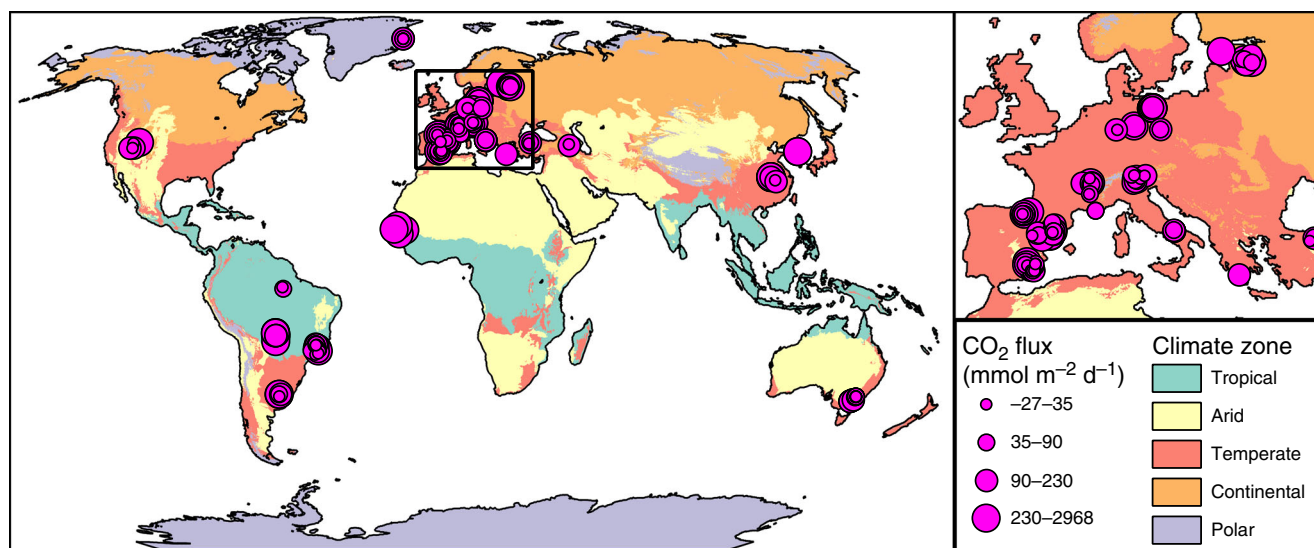 CO₂ flux
(mmol m⁻² d⁻¹)
–27–35
35–90
90–230
230–2968
Climate zone
Tropical
Arid
Temperate
Continental
Polar